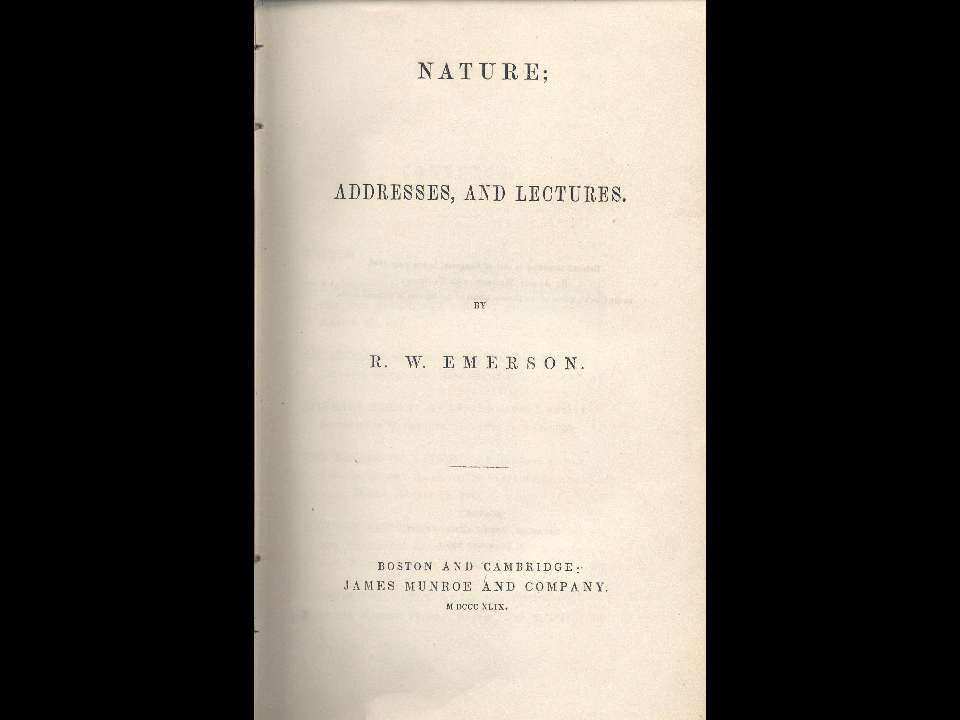 NATURE;
ADDRESSES, AND LECTURES.
BY
R. W. EMERSON.
BOSTON AND CAMBRIDGE:
JAMES MUNROE AND COMPANY.
M DCCC XLIX.